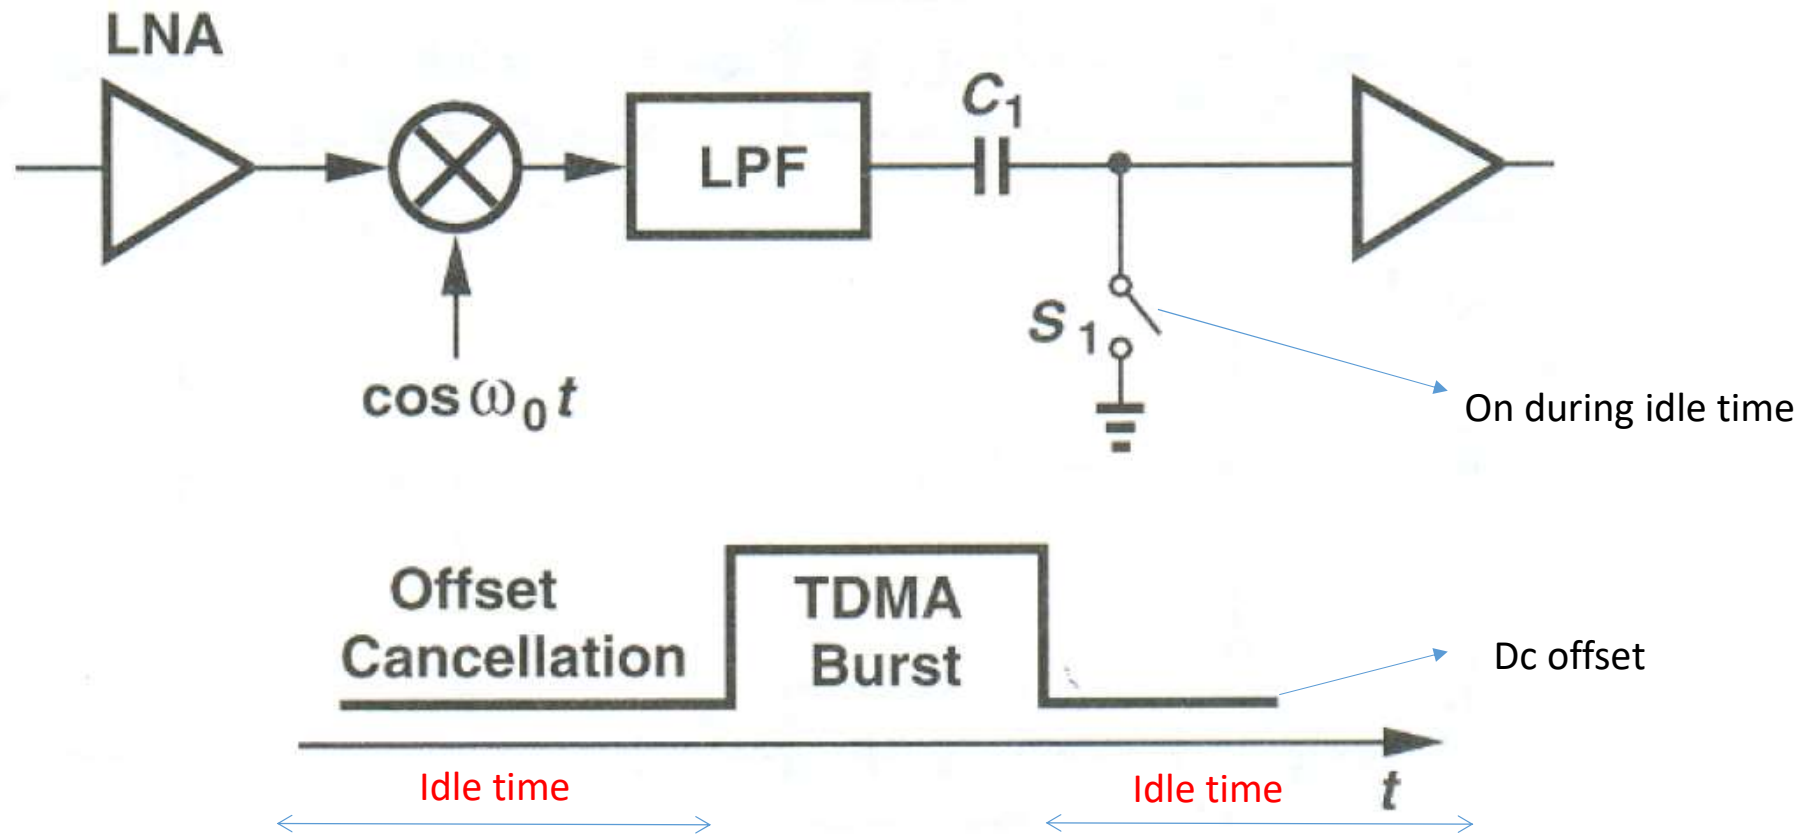 LNA
LPF
C1
S1
cos ω0 t
On during idle time
Offset
Cancellation
TDMA
Burst
Dc offset
Idle time
Idle time
t